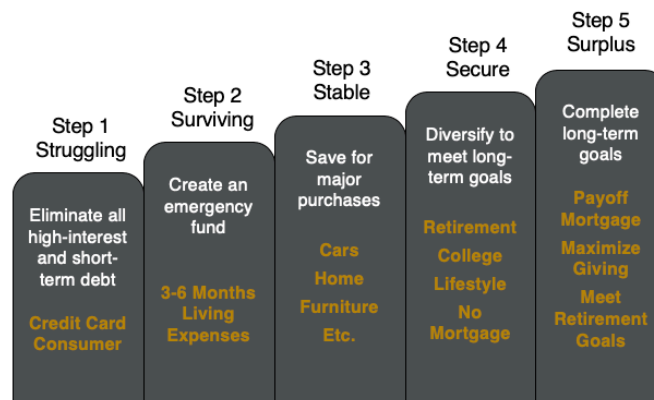 Step 1
Struggling
Eliminate all
high-interest
and short-
term debt
Credit Card
Consumer
Step 2
Surviving
Create an
emergency
fund
3-6 Months
Living
Expenses
Step 3
Stable
Save for
major
purchases
Cars
Home
Furniture
Etc.
Step 4
Secure
Diversify to
meet long-
term goals
Retirement
College
Lifestyle
No
Mortgage
Step 5
Surplus
Complete
long-term
goals
Payoff
Mortgage
Maximize
Giving
Meet
Retirement
Goals